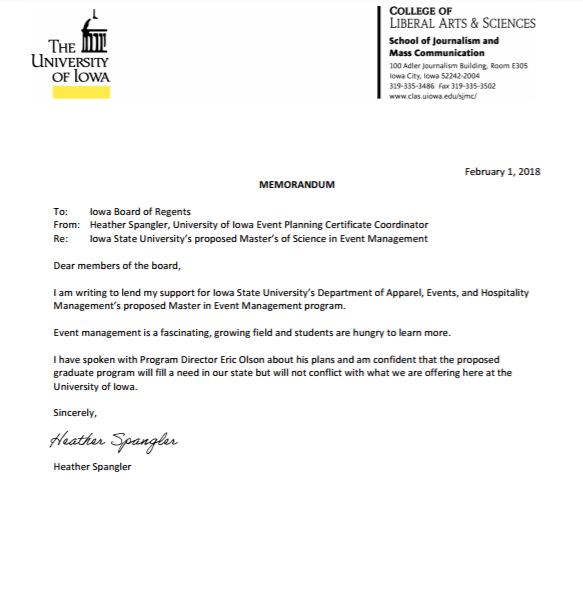 THE
UNIVERSITY
OF IOWA
COLLEGE OF
LIBERAL ARTS & SCIENCES
School of Journalism and
Mass Communication
100 Adler Journalism Building, Room E305
Iowa City, Iowa 52242-2004
319-335-3486 Fax 319-335-3502
www.clas.uiowa.edu/sjmc/
February 1, 2018
MEMORANDUM
To: Iowa Board of Regents
From: Heather Spangler, University of Iowa Event Planning Certificate Coordinator
Re: Iowa State University's proposed Master's of Science in Event Management
Dear members of the board,
I am writing to lend my support for Iowa State University's Department of Apparel, Events, and Hospitality
Management's proposed Master in Event Management program.
Event management is a fascinating, growing field and students are hungry to learn more.
I have spoken with Program Director Eric Olson about his plans and am confident that the proposed
graduate program will fill a need in our state but will not conflict with what we are offering here at the
University of Iowa.
Sincerely,
Heather Spangler
Heather Spangler